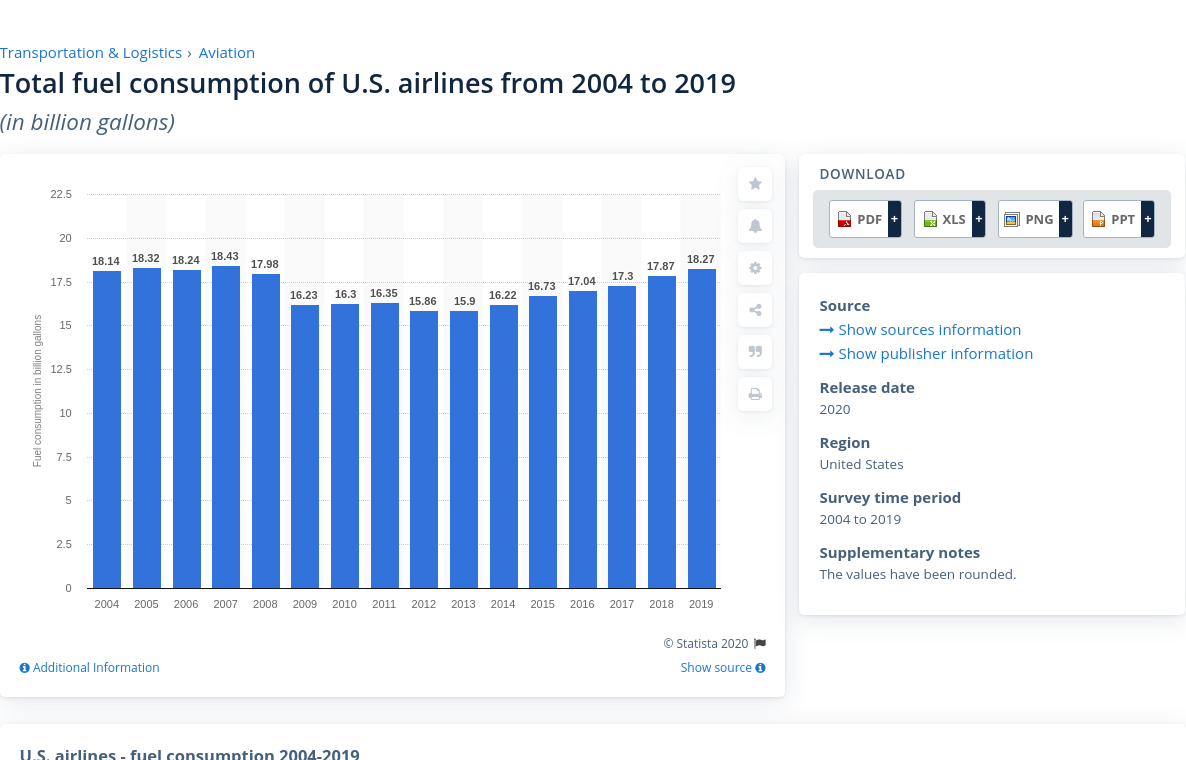 Transportation & Logistics › Aviation
Total fuel consumption of U.S. airlines from 2004 to 2019
(in billion gallons)
Fuel consumption in billion gallons
22.5
20
17.5
15
12.5
10
7.5
5
2.5
0
18.14 18.32 18.24 18.43 17.98 16.23 16.3 16.35 15.86 15.9 16.22 16.73 17.04 17.3 17.87 18.27
2004 2005 2006 2007 2008 2009 2010 2011 2012 2013 2014 2015 2016 2017 2018 2019
© Statista 2020
Additional Information
Show source
DOWNLOAD
PDF + XLS + PNG + PPT +
Source
Show sources information
Show publisher information
Release date
2020
Region
United States
Survey time period
2004 to 2019
Supplementary notes
The values have been rounded.
U.S. airlines - fuel consumption 2004-2019